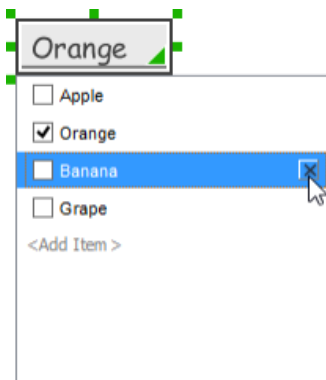 Orange
Apple
Orange
Banana
Grape
<Add Item >